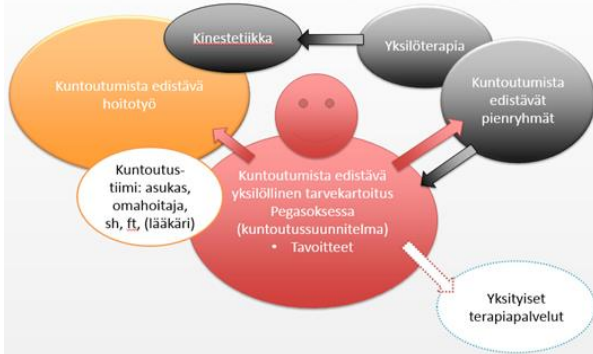 Kinestetiikka
Yksilöterapia
Kuntoutumista edistävä
hoitotyö
Kuntoutumista
edistävät
pienryhmät
Kuntoutus-
tiimi: asukas,
omahoitaja,
sh, ft, (lääkäri)
Kuntoutumista edistävä
yksilöllinen tarvekartoitus
Pegasoksessa
(kuntoutussuunnitelma)
• Tavoitteet
Yksityiset
terapiapalvelut